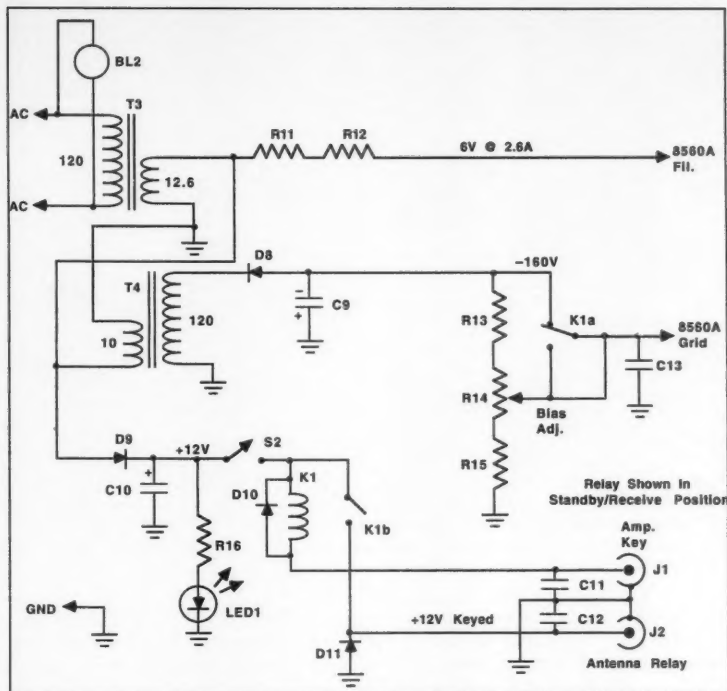 BL2
AC
T3
R11
R12
6V @ 2.6A
8560A
Fil.
120
12.6
AC
D8
−160V
T4
120
10
C9
R13
K1a
8560A
Grid
C13
R14
Bias
Adj.
R15
D9
+12V
S2
C10
D10
K1
K1b
R16
LED1
Relay Shown In
Standby/Receive Position
Amp.
Key
J1
C11
C12
+12V Keyed
J2
Antenna Relay
D11
GND